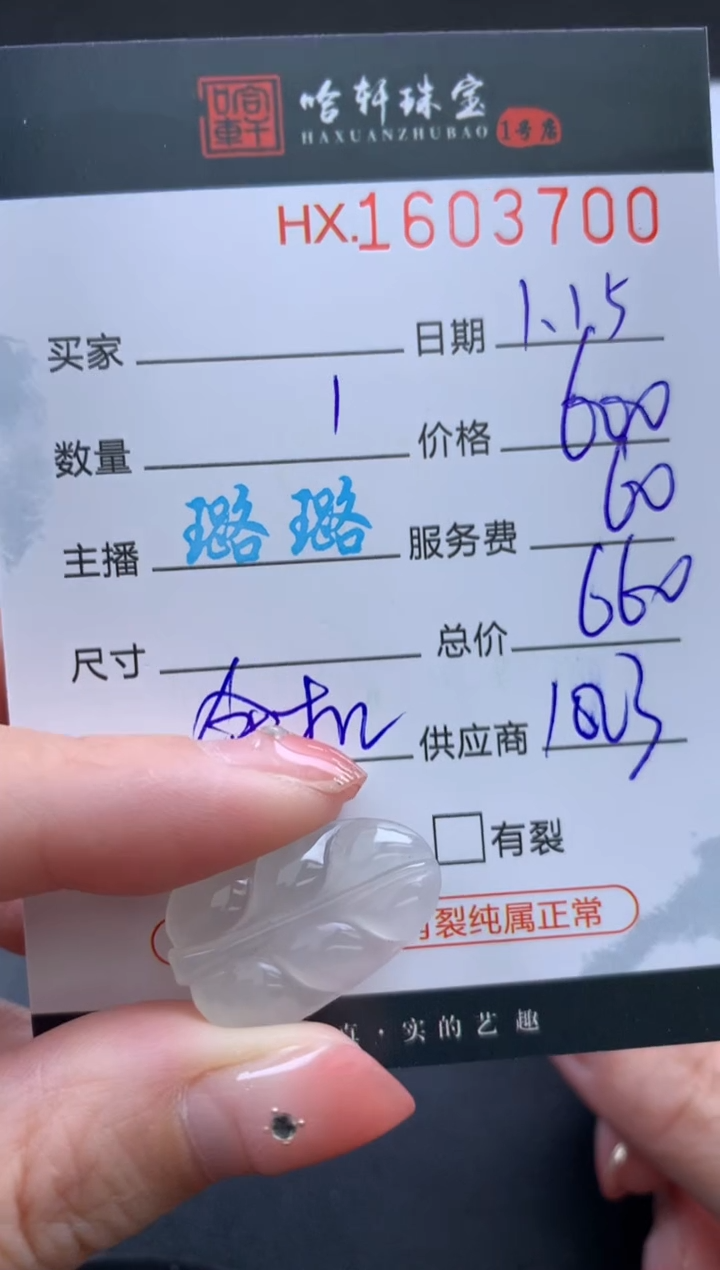 哈轩
哈轩珠宝
HAXUANZHUBAO 1号店
HX.1603700
买家 日期 1.15
数量 1 价格 600
主播 璐璐 服务费 60
尺寸 总价 660
供应商
有裂
裂纯属正常
·实的艺趣